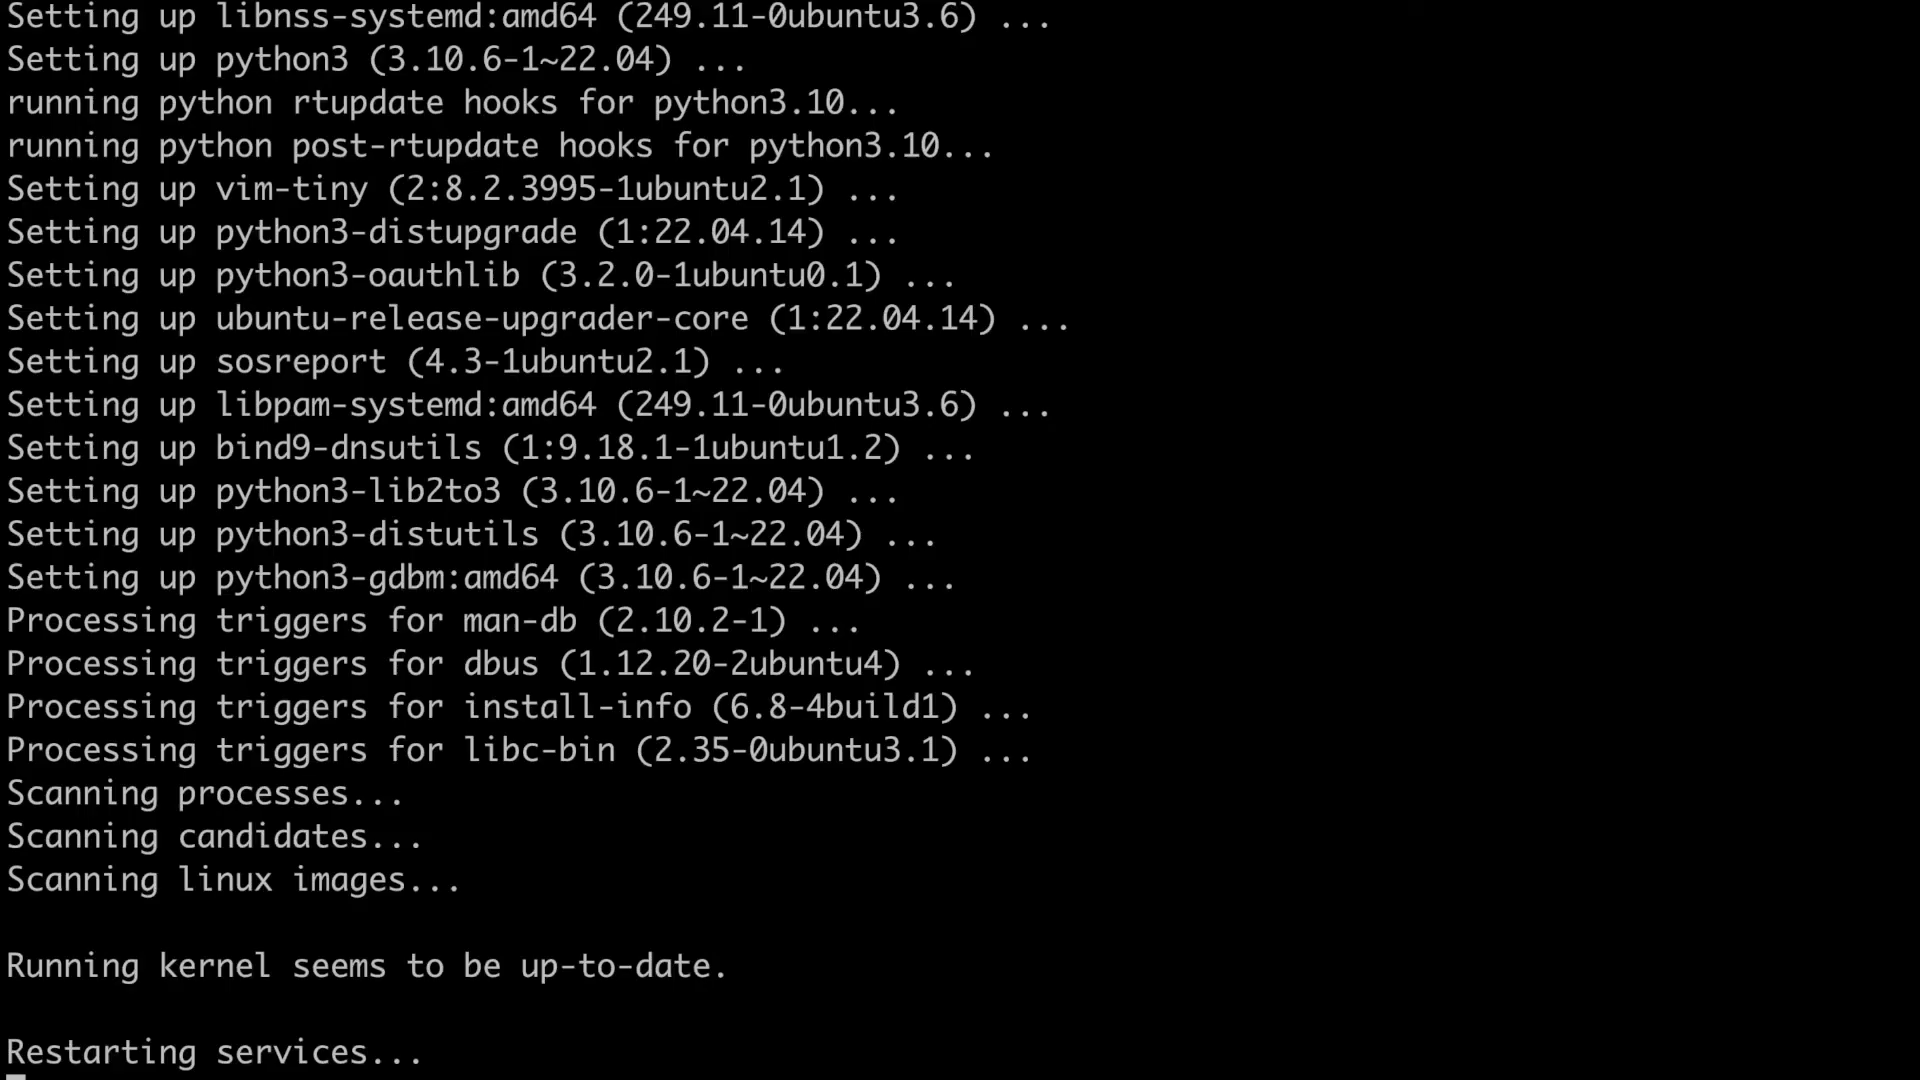 Setting up libnss-systemd:amd64 (249.11-0ubuntu3.6) ...
Setting up python3 (3.10.6-1~22.04) ...
running python rtupdate hooks for python3.10...
running python post-rtupdate hooks for python3.10...
Setting up vim-tiny (2:8.2.3995-1ubuntu2.1) ...
Setting up python3-distupgrade (1:22.04.14) ...
Setting up python3-oauthlib (3.2.0-1ubuntu0.1) ...
Setting up ubuntu-release-upgrader-core (1:22.04.14) ...
Setting up sosreport (4.3-1ubuntu2.1) ...
Setting up libpam-systemd:amd64 (249.11-0ubuntu3.6) ...
Setting up bind9-dnsutils (1:9.18.1-1ubuntu1.2) ...
Setting up python3-lib2to3 (3.10.6-1~22.04) ...
Setting up python3-distutils (3.10.6-1~22.04) ...
Setting up python3-gdbm:amd64 (3.10.6-1~22.04) ...
Processing triggers for man-db (2.10.2-1) ...
Processing triggers for dbus (1.12.20-2ubuntu4) ...
Processing triggers for install-info (6.8-4build1) ...
Processing triggers for libc-bin (2.35-0ubuntu3.1) ...
Scanning processes...
Scanning candidates...
Scanning linux images...
Running kernel seems to be up-to-date.
Restarting services...